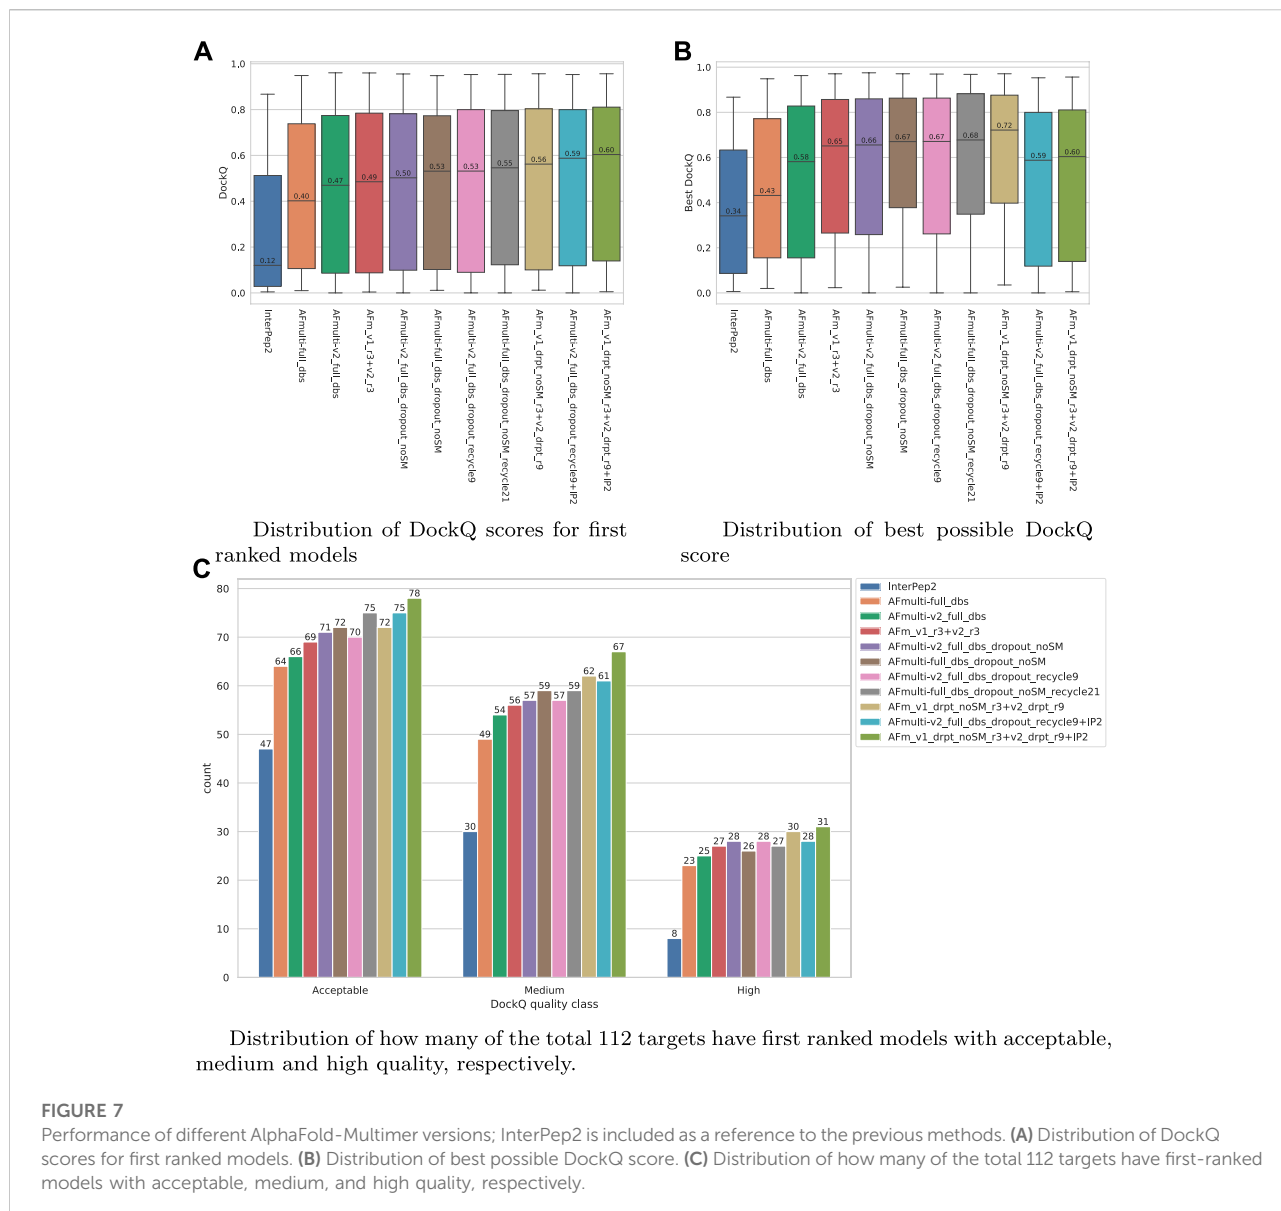 A
1.0
0.8
0.6
0.4
0.2
0.0
DockQ
0.12
0.40
0.47
0.49
0.50
0.53
0.53
0.55
0.56
0.59
0.60
InterPep2
AFmulti-full_dbs
AFmulti-v2_full_dbs
AFm_v1_r3+v2_r3
AFmulti-v2_full_dbs_dropout_noSM
AFmulti-full_dbs_dropout_noSM
AFmulti-v2_full_dbs_dropout_recycle9
AFmulti-full_dbs_dropout_noSM_recycle21
AFm_v1_drpt_noSM_r3+v2_drpt_r9
AFmulti-v2_full_dbs_dropout_recycle9+IP2
AFm_v1_drpt_noSM_r3+v2_drpt_r9+IP2
Distribution of DockQ scores for first
ranked models
B
1.0
0.8
0.6
0.4
0.2
0.0
Best DockQ
0.34
0.43
0.58
0.65
0.66
0.67
0.67
0.68
0.72
0.59
0.60
InterPep2
AFmulti-full_dbs
AFmulti-v2_full_dbs
AFm_v1_r3+v2_r3
AFmulti-v2_full_dbs_dropout_noSM
AFmulti-full_dbs_dropout_noSM
AFmulti-v2_full_dbs_dropout_recycle9
AFmulti-full_dbs_dropout_noSM_recycle21
AFm_v1_drpt_noSM_r3+v2_drpt_r9
AFmulti-v2_full_dbs_dropout_recycle9+IP2
AFm_v1_drpt_noSM_r3+v2_drpt_r9+IP2
Distribution of best possible DockQ
score
C
80
70
60
50
40
30
20
10
0
count
47
64
66
69
71
72
70
75
72
75
78
30
49
54
56
57
59
57
59
62
61
67
8
23
25
27
28
26
28
27
30
28
31
Acceptable
Medium
High
DockQ quality class
InterPep2
AFmulti-full_dbs
AFmulti-v2_full_dbs
AFm_v1_r3+v2_r3
AFmulti-v2_full_dbs_dropout_noSM
AFmulti-full_dbs_dropout_noSM
AFmulti-v2_full_dbs_dropout_recycle9
AFmulti-full_dbs_dropout_noSM_recycle21
AFm_v1_drpt_noSM_r3+v2_drpt_r9
AFmulti-v2_full_dbs_dropout_recycle9+IP2
AFm_v1_drpt_noSM_r3+v2_drpt_r9+IP2
Distribution of how many of the total 112 targets have first ranked models with acceptable,
medium and high quality, respectively.
FIGURE 7
Performance of different AlphaFold-Multimer versions; InterPep2 is included as a reference to the previous methods. (A) Distribution of DockQ
scores for first ranked models. (B) Distribution of best possible DockQ score. (C) Distribution of how many of the total 112 targets have first-ranked
models with acceptable, medium, and high quality, respectively.